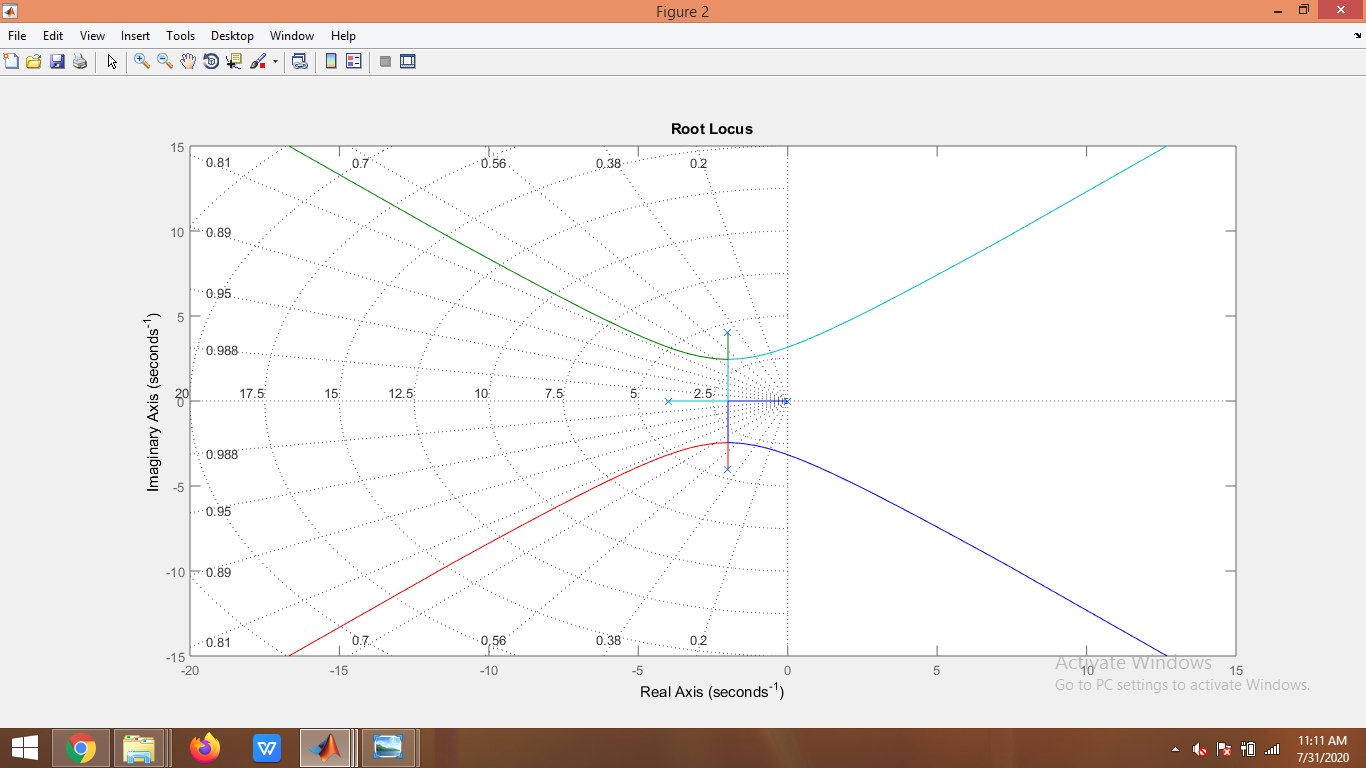 Figure 2
File Edit View Insert Tools Desktop Window Help
Root Locus
15
0.81 0.7 0.56 0.38 0.2
10
0.89
0.95
5
0.988
20 17.5 15 12.5 10 7.5 5 2.5
0
0.988
-5
0.95
-10
0.89
0.81 0.7 0.56 0.38 0.2
-15
-20 -15 -10 -5 0 5 10 15
Imaginary Axis (seconds-1)
Real Axis (seconds-1)
Activate Windows
Go to PC settings to activate Windows.
W
11:11 AM
7/31/2020